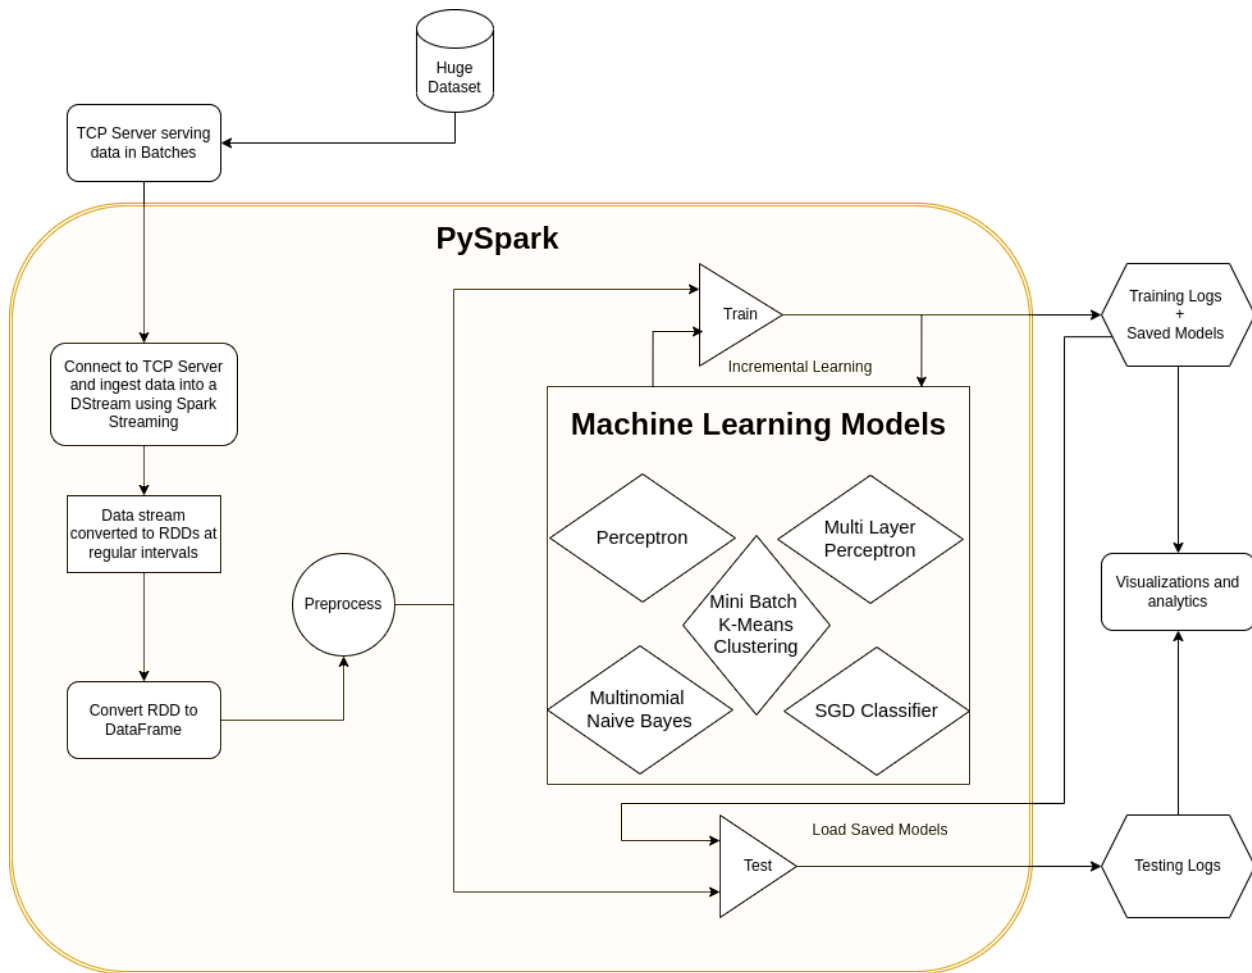 Huge
Dataset
TCP Server serving
data in Batches
PySpark
Train
Training Logs
+
Saved Models
Connect to TCP Server
and ingest data into a
DStream using Spark
Streaming
Incremental Learning
Machine Learning Models
Data stream
converted to RDDs at
regular intervals
Perceptron
Multi Layer
Perceptron
Preprocess
Mini Batch
K-Means
Clustering
Visualizations and
analytics
Convert RDD to
DataFrame
Multinomial
Naive Bayes
SGD Classifier
Load Saved Models
Test
Testing Logs